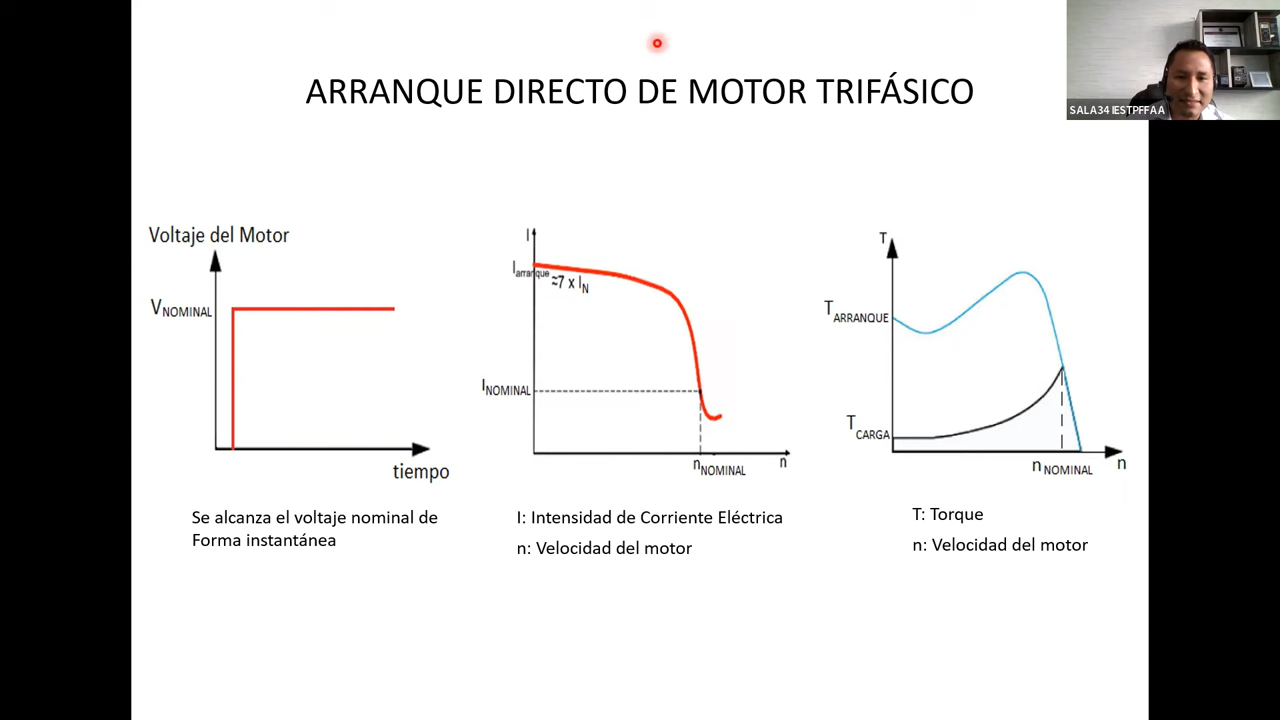 SALA34 IESTPFFAA
ARRANQUE DIRECTO DE MOTOR TRIFÁSICO
Voltaje del Motor
VNOMINAL
tiempo
Se alcanza el voltaje nominal de
Forma instantánea
I
Iarranque ≈7 x IN
INOMINAL
nNOMINAL
n
I: Intensidad de Corriente Eléctrica
n: Velocidad del motor
T
TARRANQUE
TCARGA
n NOMINAL
n
T: Torque
n: Velocidad del motor